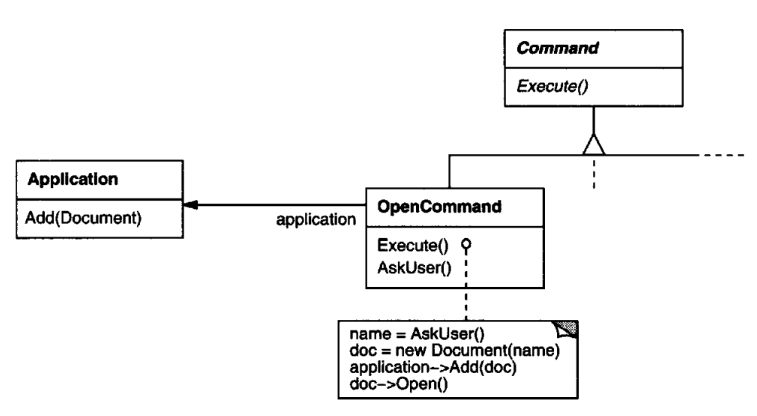 Command
Execute()
Application
Add(Document)
application
OpenCommand
Execute()
AskUser()
name = AskUser()
doc = new Document(name)
application->Add(doc)
doc->Open()